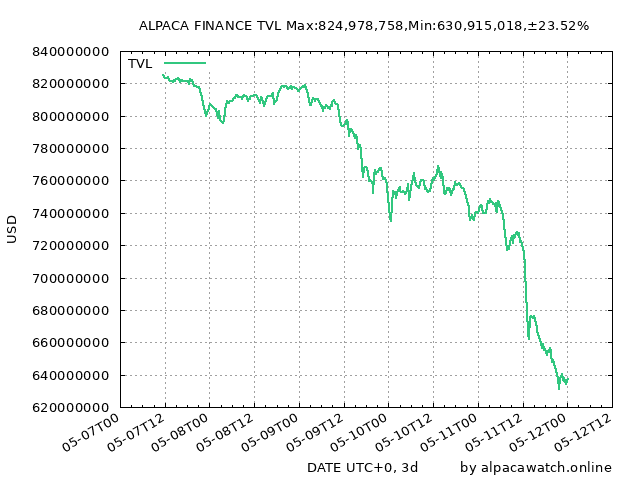 ALPACA FINANCE TVL Max:824,978,758,Min:630,915,018,±23.52%
TVL
840000000
820000000
800000000
780000000
760000000
740000000
720000000
700000000
680000000
660000000
640000000
620000000
USD
05-07T00
05-07T12
05-08T00
05-08T12
05-09T00
05-09T12
05-10T00
05-10T12
05-11T00
05-11T12
05-12T00
05-12T12
DATE UTC+0, 3d
by alpacawatch.online